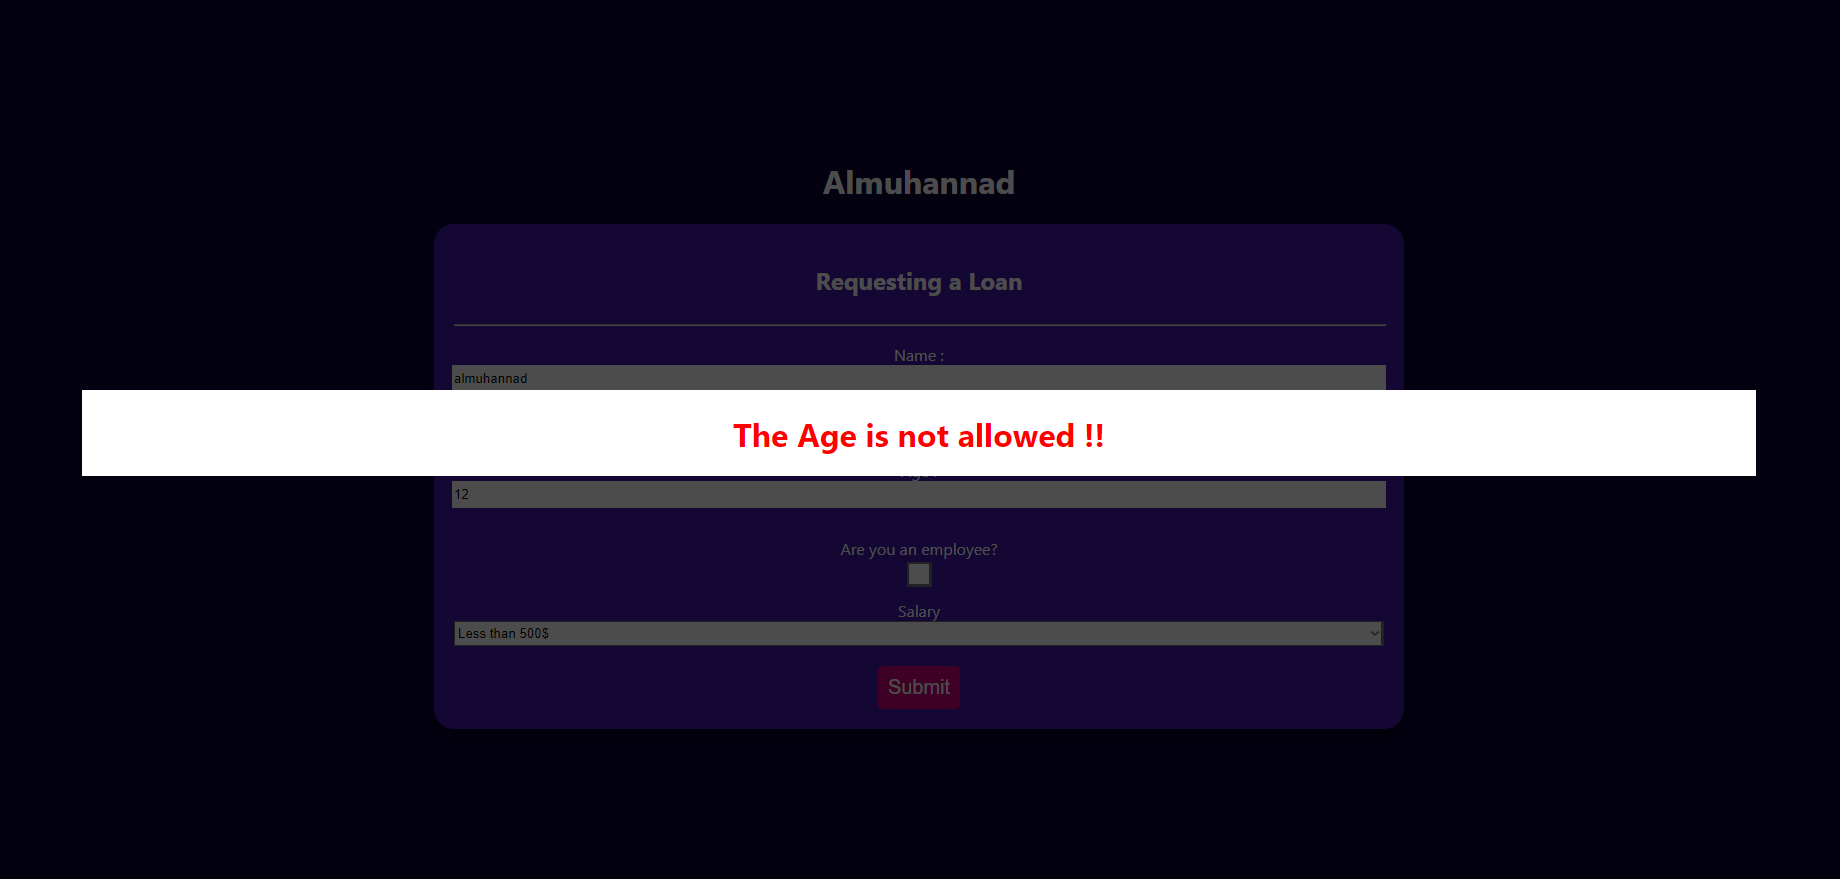 Almuhannad
Requesting a Loan
Name :
almuhannad
The Age is not allowed !!
12
Are you an employee?
Salary
Less than 500$
Submit